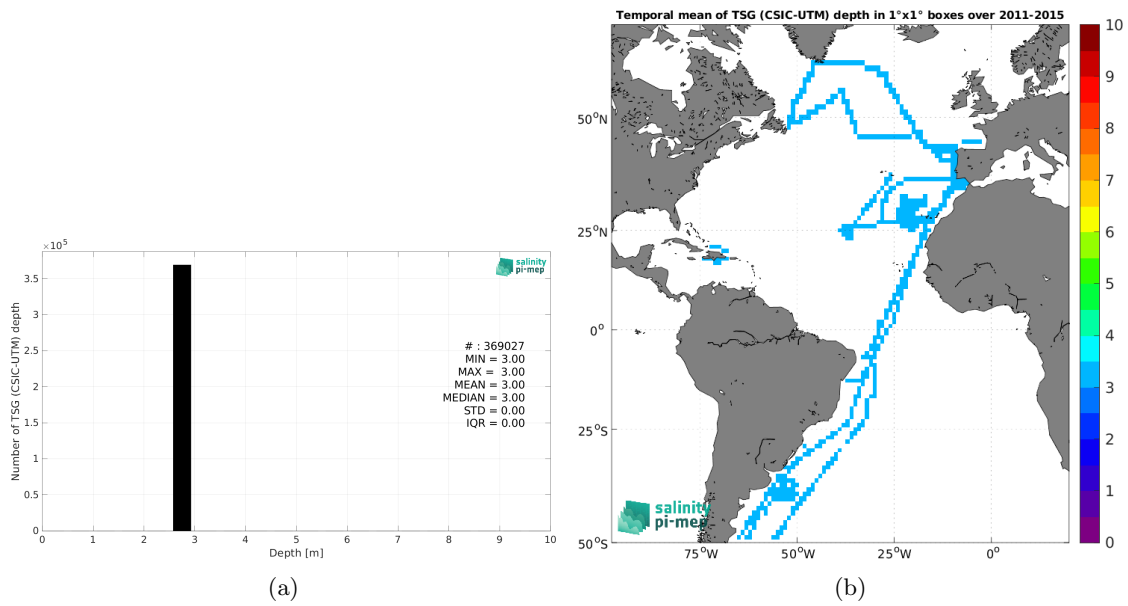 ×10⁵
3.5
3
2.5
2
1.5
1
0.5
0
Number of TSG (CSIC-UTM) depth
salinity
pi-mep
# : 369027
MIN = 3.00
MAX = 3.00
MEAN = 3.00
MEDIAN = 3.00
STD = 0.00
IQR = 0.00
0 1 2 3 4 5 6 7 8 9 10
Depth [m]
(a)
Temporal mean of TSG (CSIC-UTM) depth in 1°x1° boxes over 2011-2015
50°N
25°N
0°
25°S
50°S
75°W 50°W 25°W 0°
salinity
pi-mep
10
9
8
7
6
5
4
3
2
1
0
(b)